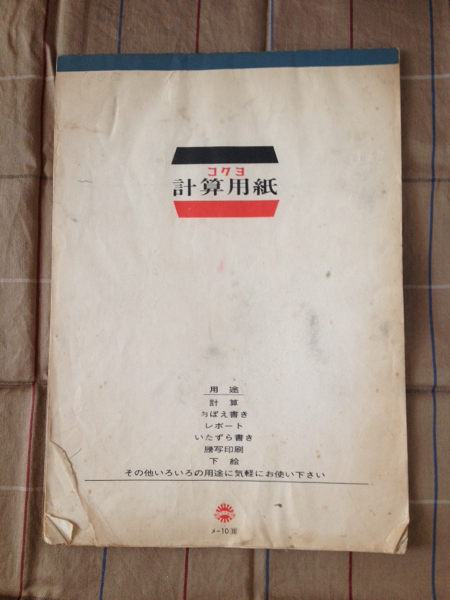 コクヨ
計算用紙
用途
計算
おぼえ書き
レポート
いたずら書き
謄写印刷
下絵
その他いろいろの用途に気軽にお使い下さい
メ-10